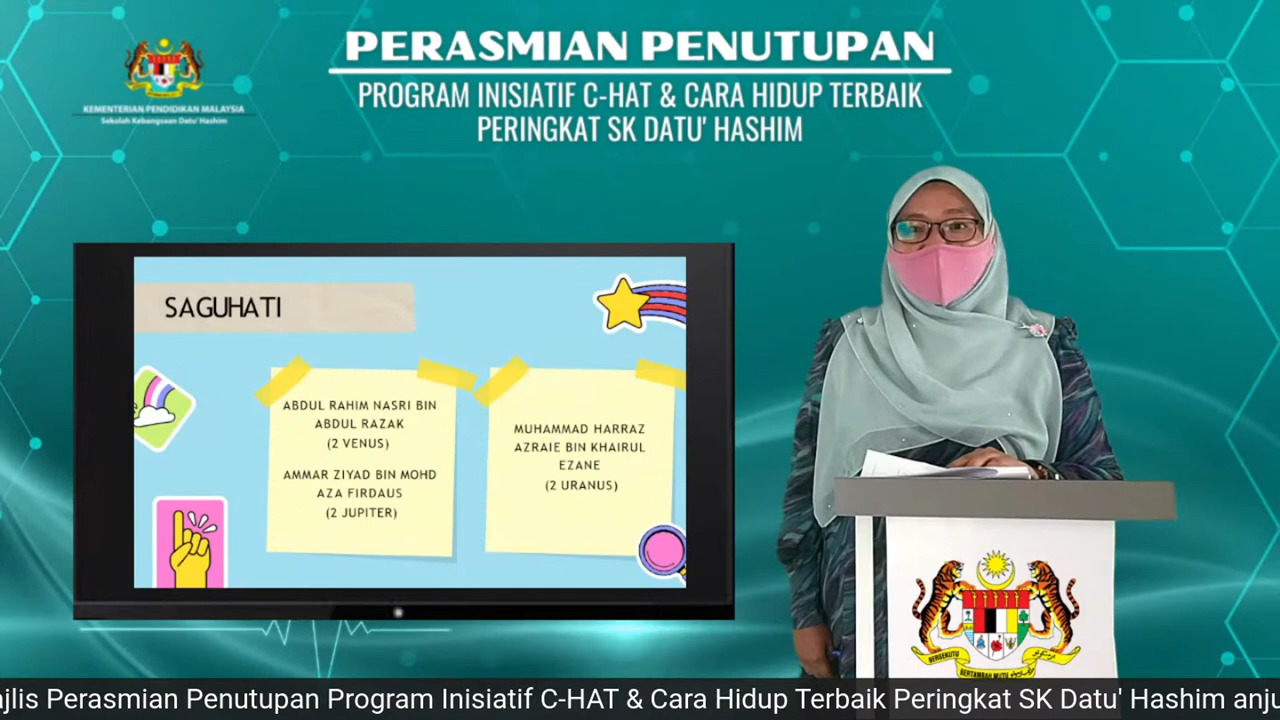 PERASMIAN PENUTUPAN
PROGRAM INISIATIF C-HAT & CARA HIDUP TERBAIK
PERINGKAT SK DATU' HASHIM
KEMENTERIAN PENDIDIKAN MALAYSIA
Sekolah Kebangsaan Datu' Hashim
SAGUHATI
ABDUL RAHIM NASRI BIN
ABDUL RAZAK
(2 VENUS)
AMMAR ZIYAD BIN MOHD
AZA FIRDAUS
(2 JUPITER)
MUHAMMAD HARRAZ
AZRAIE BIN KHAIRUL
EZANE
(2 URANUS)
BERSEKUTU
BERTAMBAH MUTU
ajlis Perasmian Penutupan Program Inisiatif C-HAT & Cara Hidup Terbaik Peringkat SK Datu' Hashim anju